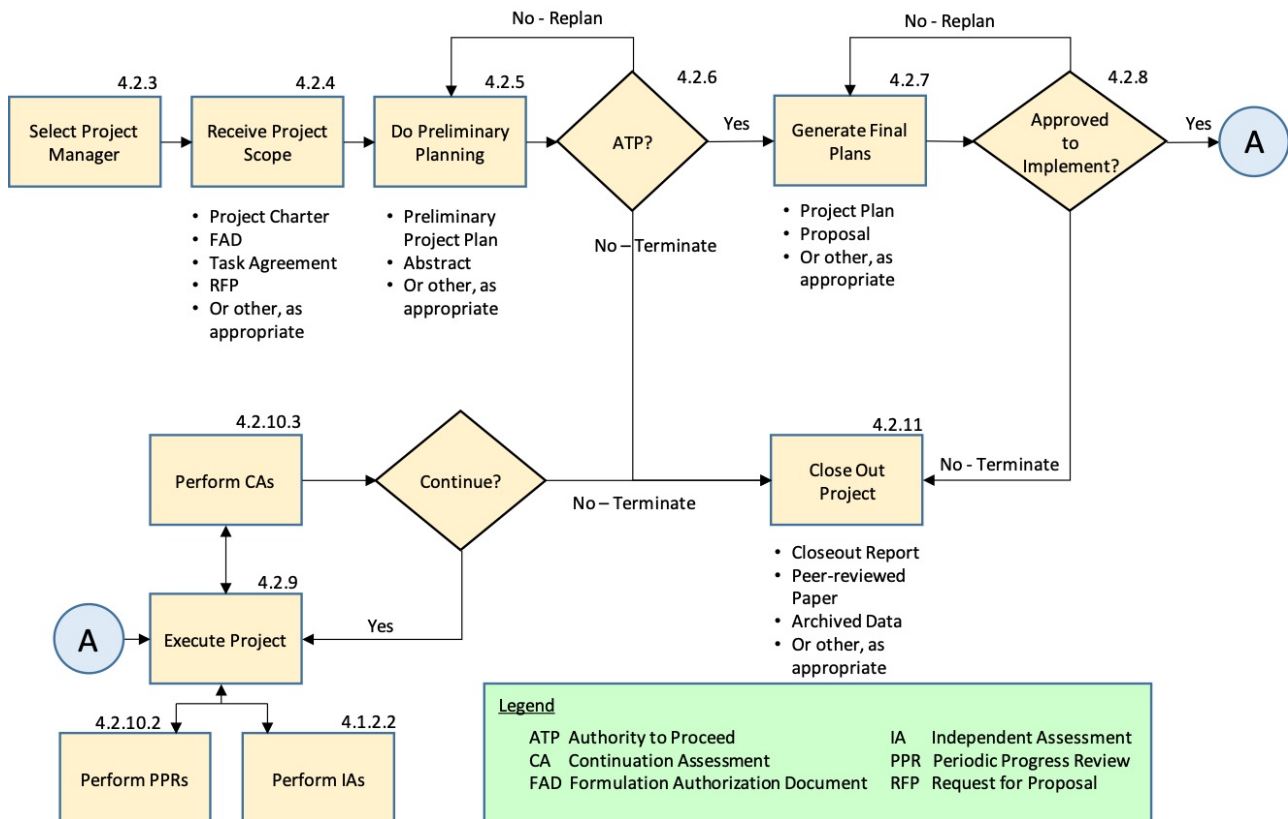 No - Replan
No - Replan
4.2.3
4.2.4
4.2.5
4.2.6
4.2.7
4.2.8
Select Project
Manager
Receive Project
Scope
Do Preliminary
Planning
ATP?
Yes
Generate Final
Plans
Approved
to
Implement?
Yes
A
• Project Charter
• FAD
• Task Agreement
• RFP
• Or other, as
appropriate
• Preliminary
Project Plan
• Abstract
• Or other, as
appropriate
No – Terminate
• Project Plan
• Proposal
• Or other, as
appropriate
4.2.10.3
Perform CAs
Continue?
No – Terminate
4.2.11
Close Out
Project
No - Terminate
• Closeout Report
• Peer-reviewed
Paper
• Archived Data
• Or other, as
appropriate
4.2.9
A
Execute Project
Yes
4.2.10.2
Perform PPRs
4.1.2.2
Perform IAs
Legend
ATP Authority to Proceed
CA Continuation Assessment
FAD Formulation Authorization Document
IA Independent Assessment
PPR Periodic Progress Review
RFP Request for Proposal